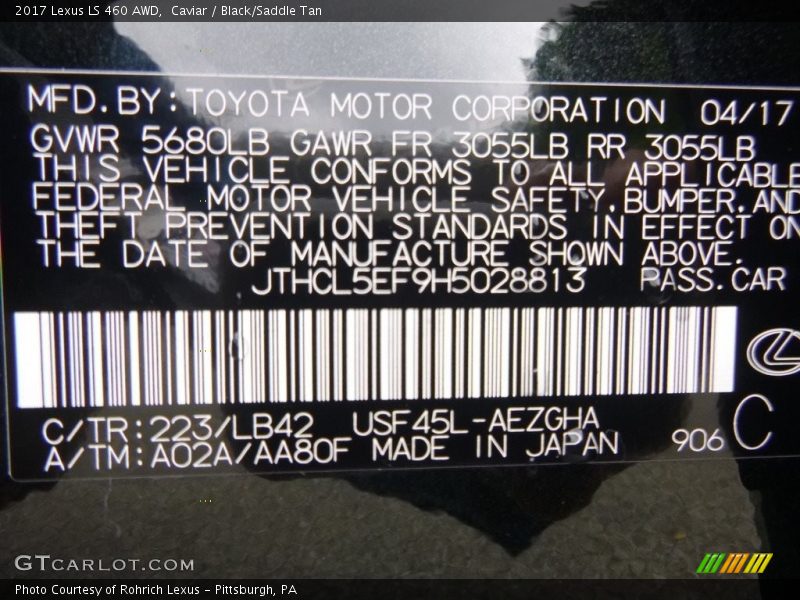 2017 Lexus LS 460 AWD,  Caviar / Black/Saddle Tan
MFD.BY:TOYOTA MOTOR CORPORATION 04/17
GVWR 5680LB GAWR FR 3055LB RR 3055LB
THIS VEHICLE CONFORMS TO ALL APPLICABLE
FEDERAL MOTOR VEHICLE SAFETY,BUMPER,AND
THEFT PREVENTION STANDARDS IN EFFECT ON
THE DATE OF MANUFACTURE SHOWN ABOVE.
JTHCL5EF9H5028813 PASS.CAR
C/TR:223/LB42 USF45L-AEZGHA
A/TM:A02A/AA80F MADE IN JAPAN 906 C
GTCARLOT.COM
Photo Courtesy of Rohrich Lexus – Pittsburgh, PA